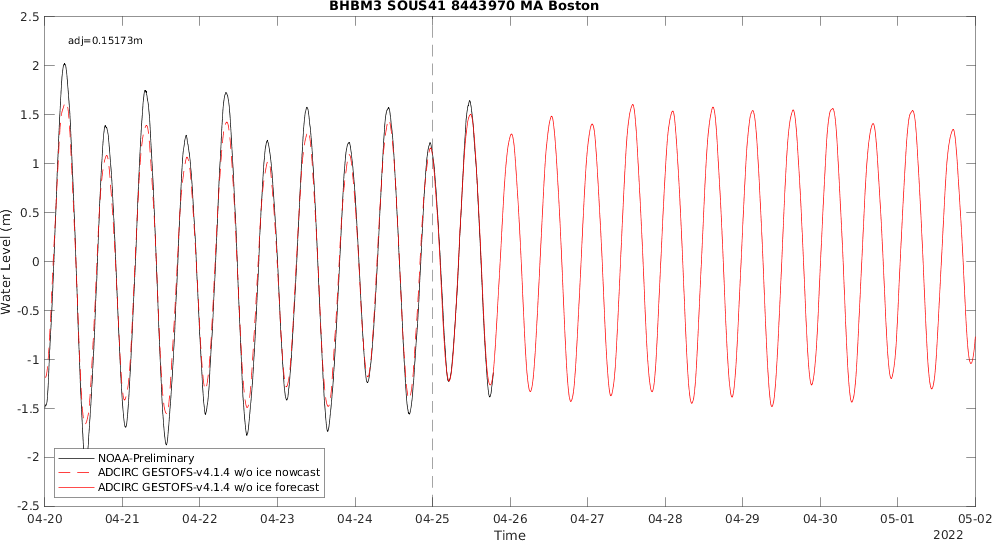 BHBM3 SOUS41 8443970 MA Boston
adj=0.15173m
2.5
2
1.5
1
0.5
0
-0.5
-1
-1.5
-2
-2.5
Water Level (m)
NOAA-Preliminary
ADCIRC GESTOFS-v4.1.4 w/o ice nowcast
ADCIRC GESTOFS-v4.1.4 w/o ice forecast
04-20 04-21 04-22 04-23 04-24 04-25 04-26 04-27 04-28 04-29 04-30 05-01 05-02
Time
2022